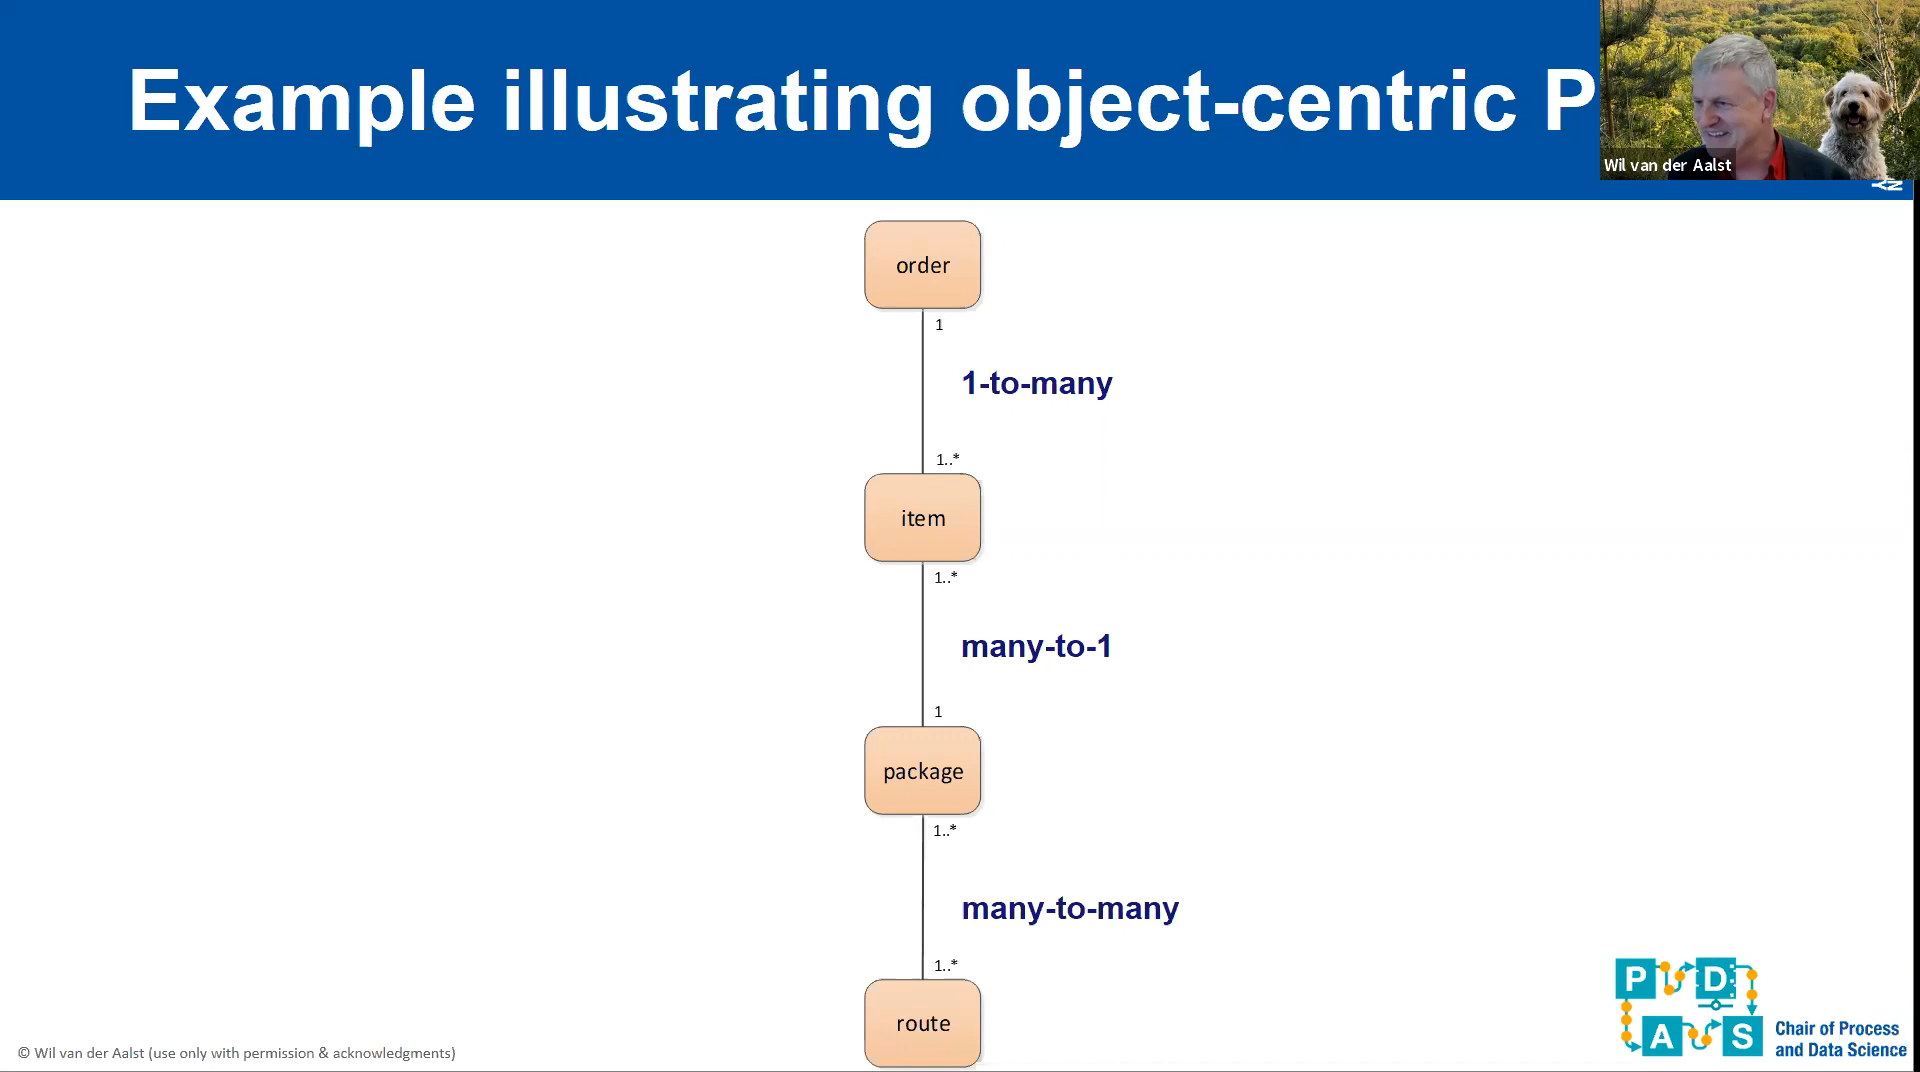 Example illustrating object-centric P
Wil van der Aalst
order
1
1-to-many
1..*
item
1..*
many-to-1
1
package
1..*
many-to-many
1..*
route
P D
A S
Chair of Process
and Data Science
© Wil van der Aalst (use only with permission & acknowledgments)